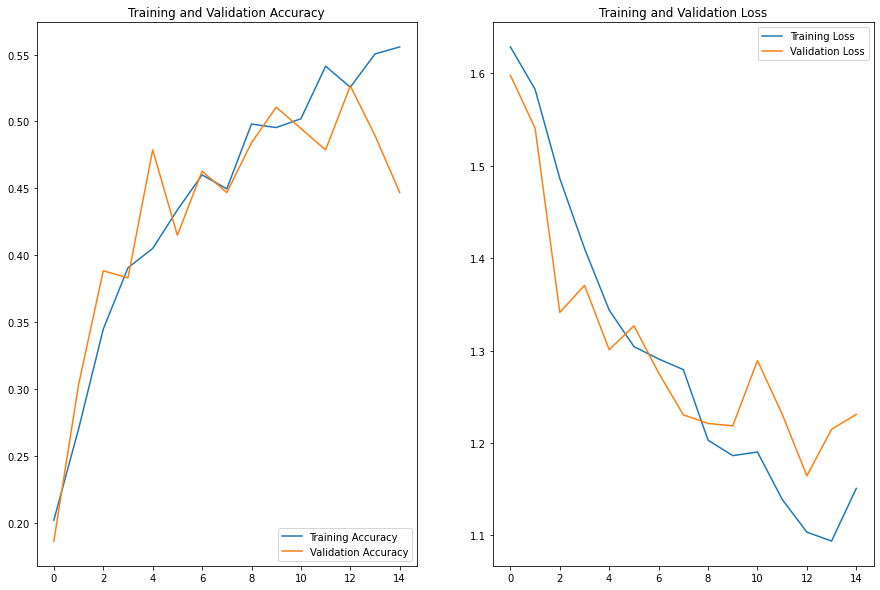 Training and Validation Accuracy
0.55
0.50
0.45
0.40
0.35
0.30
0.25
0.20
0 2 4 6 8 10 12 14
Training Accuracy
Validation Accuracy
Training and Validation Loss
1.6
1.5
1.4
1.3
1.2
1.1
0 2 4 6 8 10 12 14
Training Loss
Validation Loss